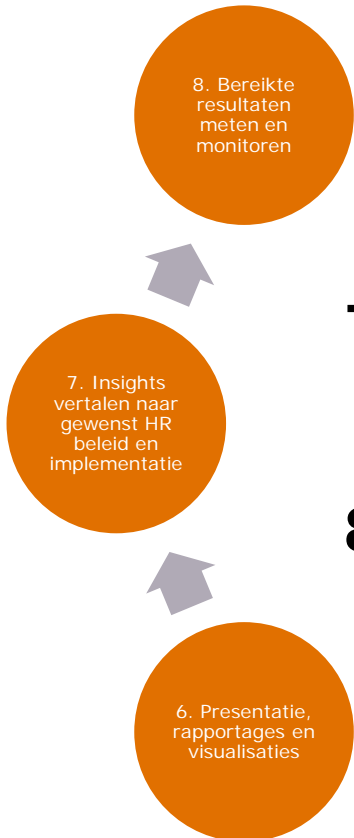 8. Bereikte
resultaten
meten en
monitoren
7. Insights
vertalen naar
gewenst HR
beleid en
implementatie
6. Presentatie,
rapportages en
visualisaties